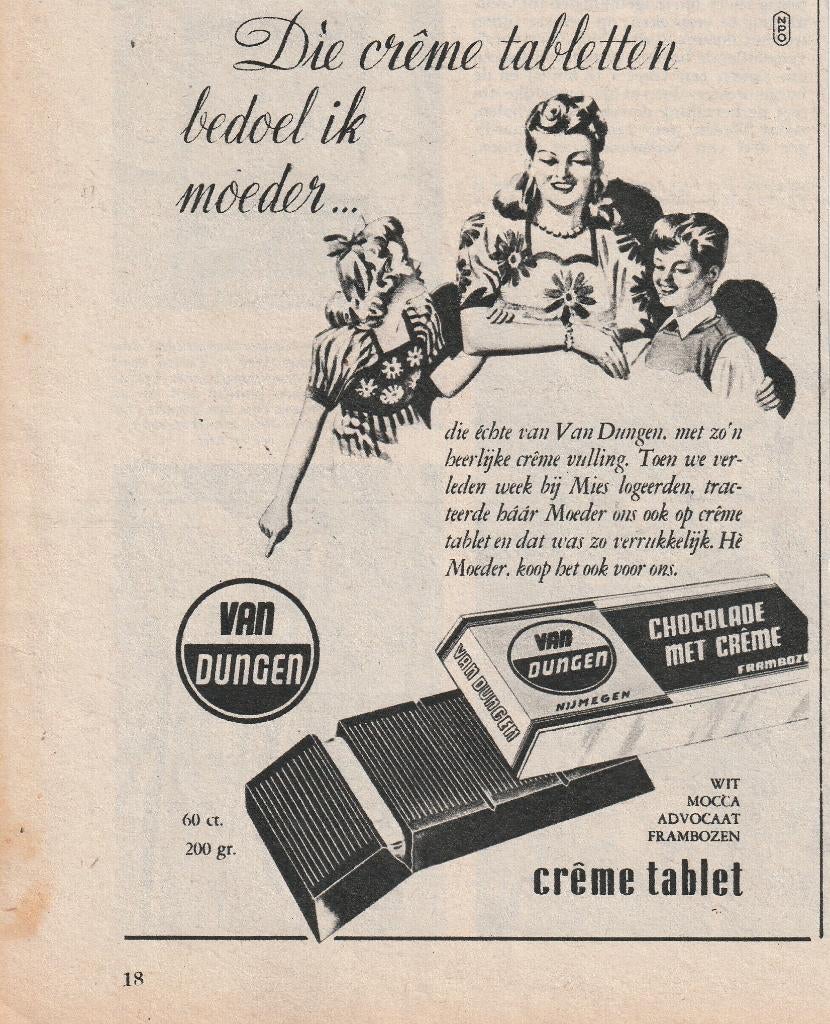 Die crême tabletten
bedoel ik
moeder...
NPO
die échte van Van Dungen, met zo'n
heerlijke crême vulling. Toen we ver-
leden week bij Mies logeerden, trac-
teerde háár Moeder ons ook op crême
tablet en dat was zo verrukkelijk. Hè
Moeder, koop het ook voor ons.
VAN
DUNGEN
VAN DUNGEN
VAN
DUNGEN
NIJMEGEN
CHOCOLADE
MET CRÊME
FRAMBOZE
60 ct.
200 gr.
WIT
MOCCA
ADVOCAAT
FRAMBOZEN
crême tablet
18